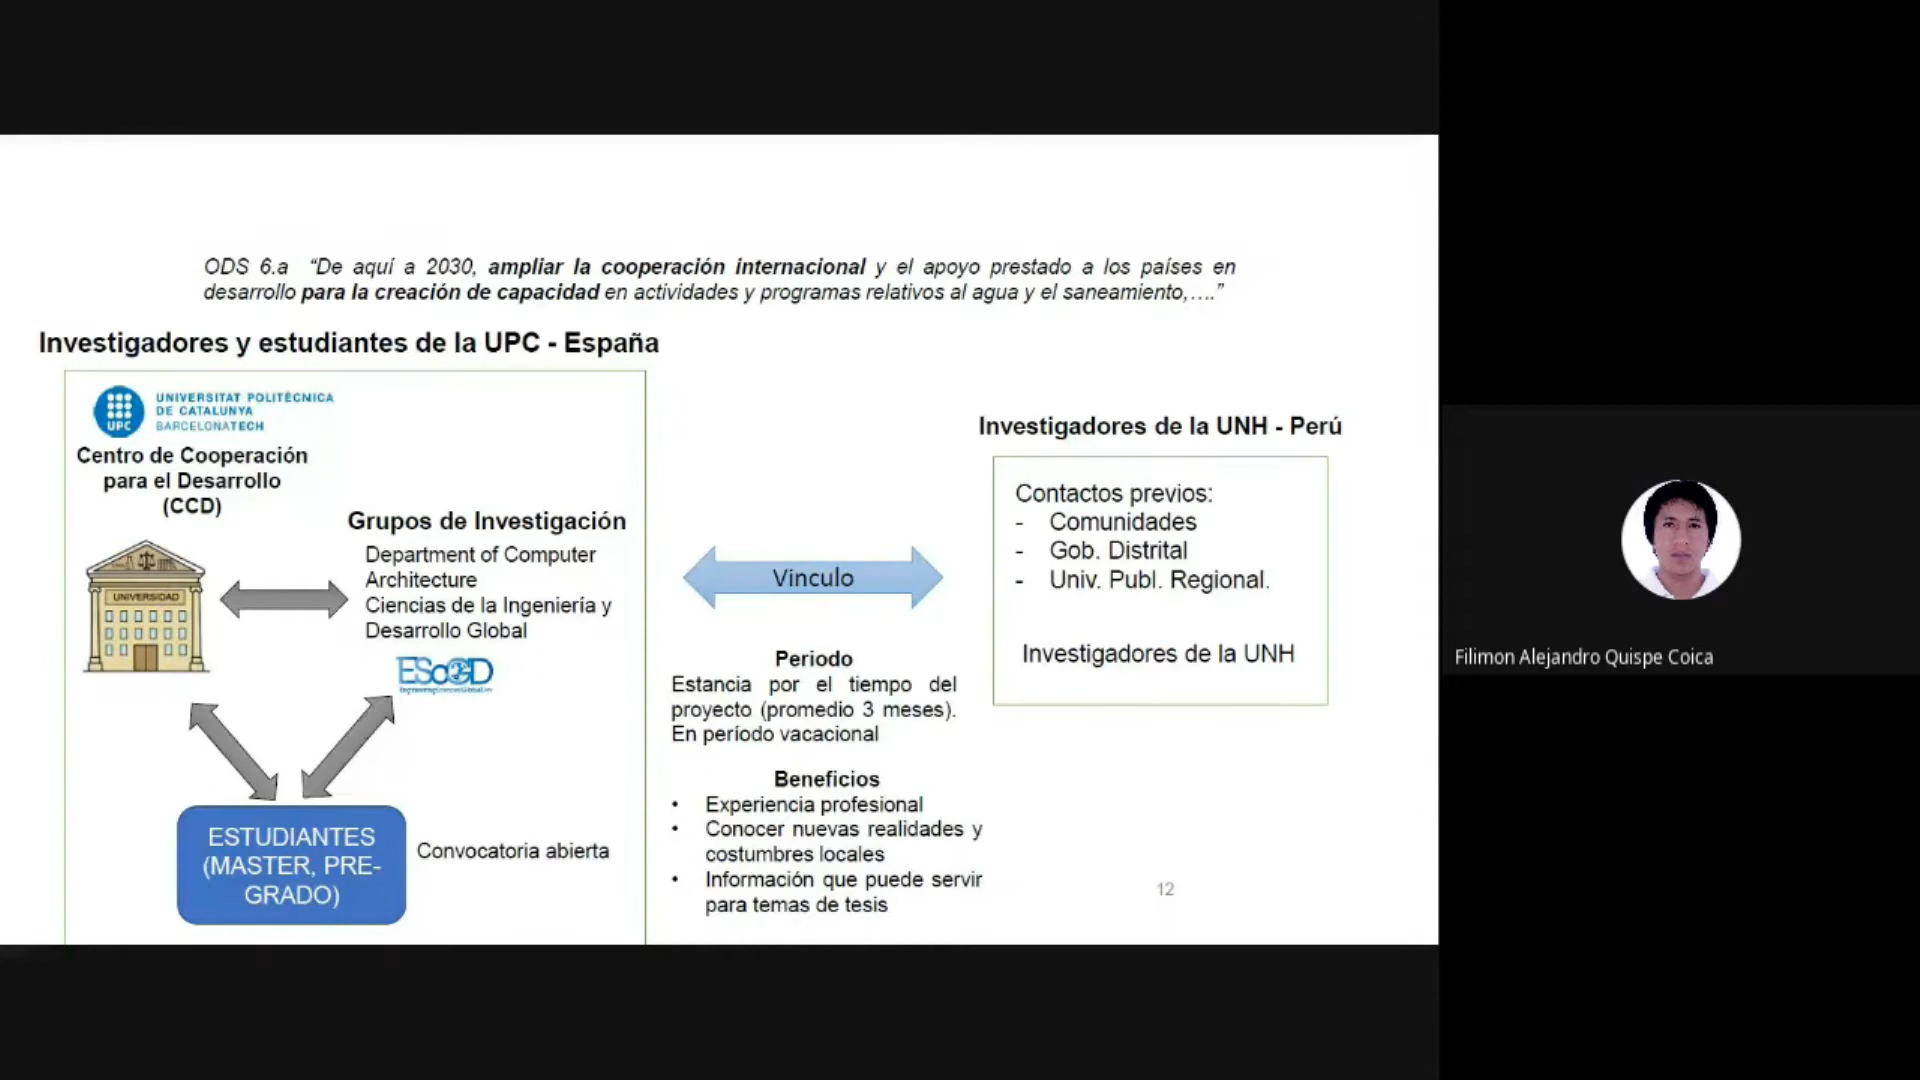 ODS 6.a “De aquí a 2030, ampliar la cooperación internacional y el apoyo prestado a los países en
desarrollo para la creación de capacidad en actividades y programas relativos al agua y el saneamiento,….”
Investigadores y estudiantes de la UPC - España
UNIVERSITAT POLITÈCNICA
DE CATALUNYA
BARCELONATECH
UPC
Centro de Cooperación
para el Desarrollo
(CCD)
UNIVERSIDAD
Grupos de Investigación
Department of Computer
Architecture
Ciencias de la Ingeniería y
Desarrollo Global
ESTUDIANTES
(MASTER, PRE-
GRADO)
Convocatoria abierta
Vinculo
Periodo
Estancia por el tiempo del
proyecto (promedio 3 meses).
En período vacacional
Beneficios
• Experiencia profesional
• Conocer nuevas realidades y
costumbres locales
• Información que puede servir
para temas de tesis
Investigadores de la UNH - Perú
Contactos previos:
- Comunidades
- Gob. Distrital
- Univ. Publ. Regional.
Investigadores de la UNH
12
Filimon Alejandro Quispe Coica